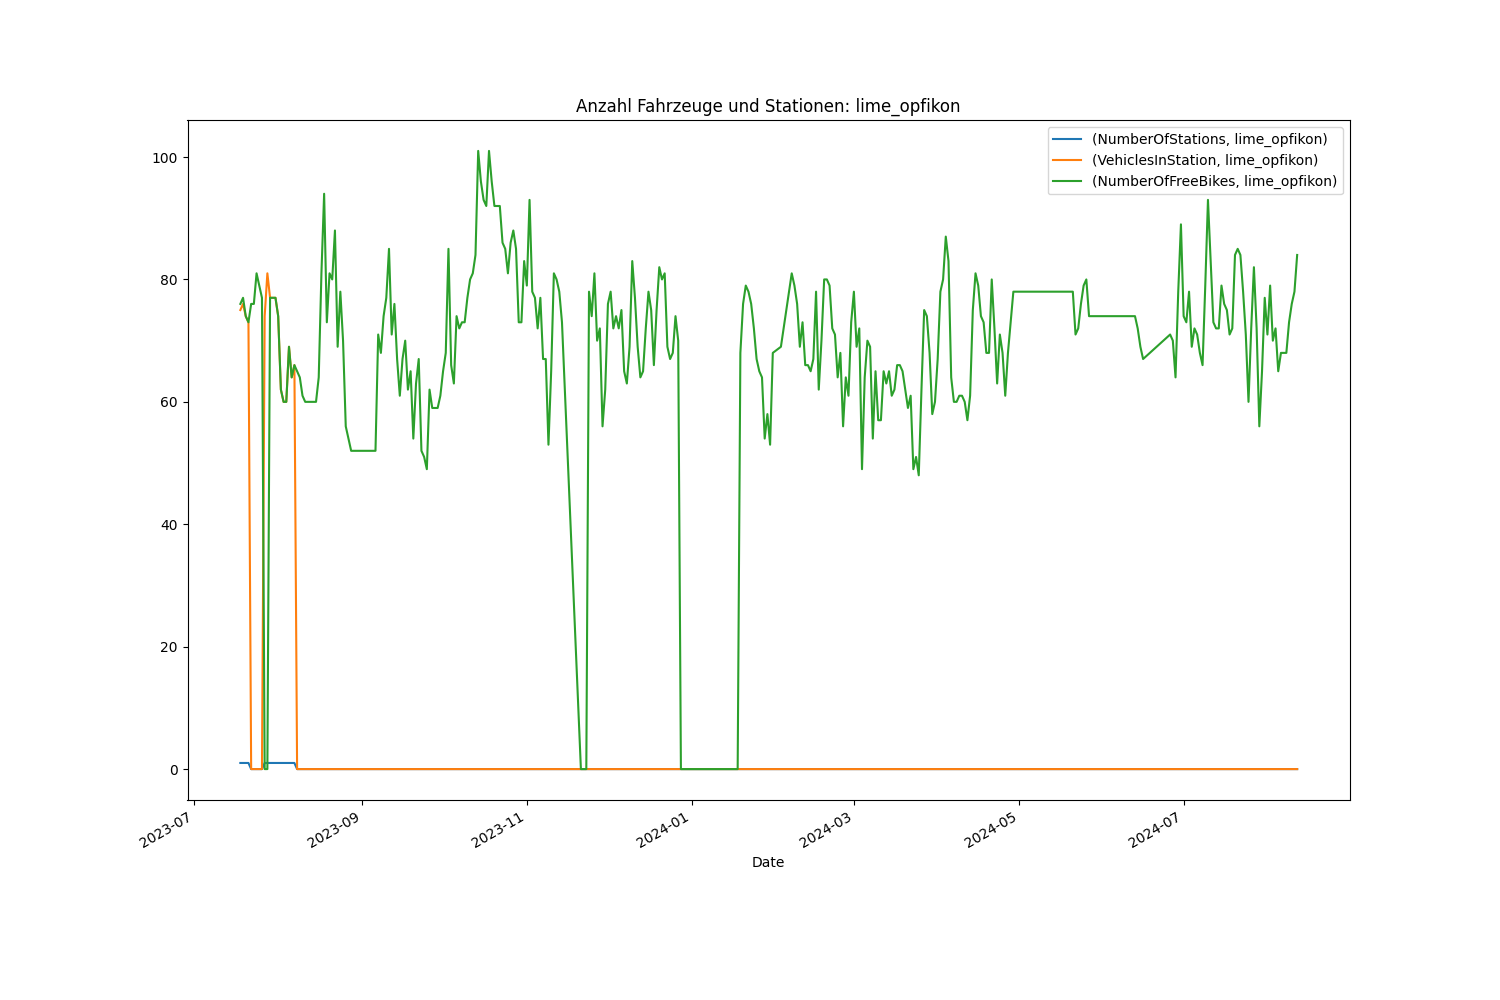 Anzahl Fahrzeuge und Stationen: lime_opfikon
(NumberOfStations, lime_opfikon)
(VehiclesInStation, lime_opfikon)
(NumberOfFreeBikes, lime_opfikon)
100
80
60
40
20
0
2023-07
2023-09
2023-11
2024-01
2024-03
2024-05
2024-07
Date